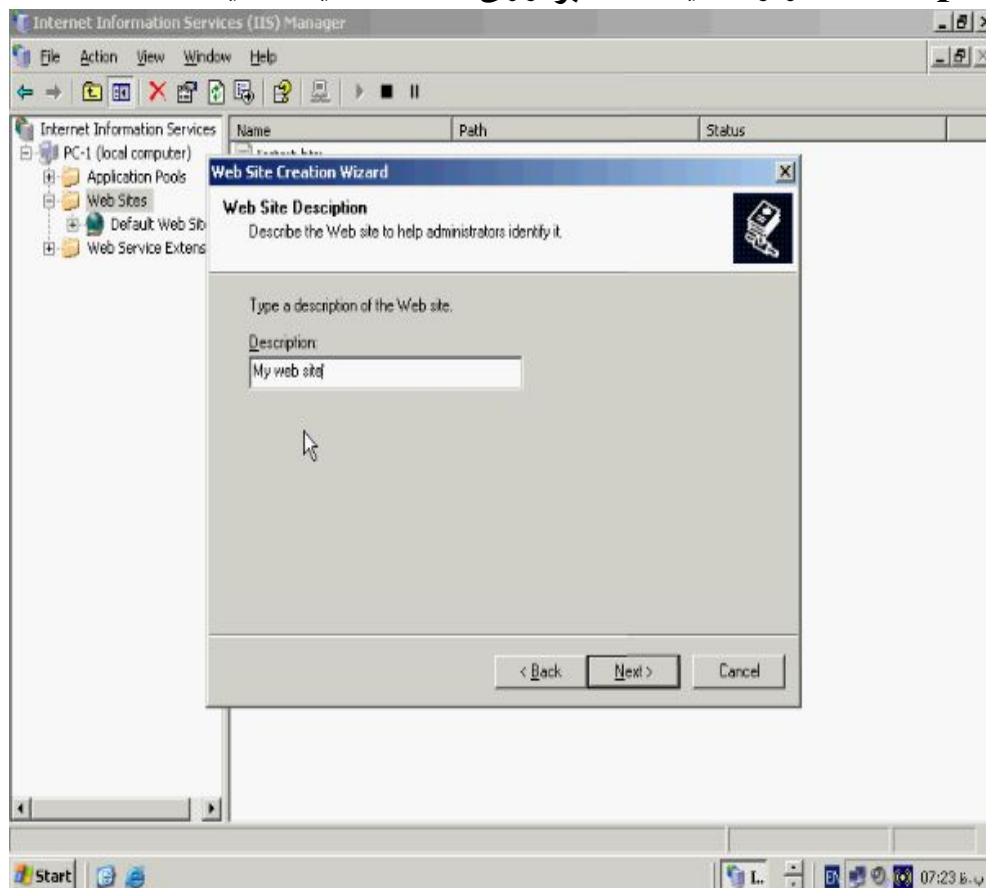 Internet Information Services (IIS) Manager
File Action View Window Help
Internet Information Services
Name Path Status
PC-1 (local computer)
Application Pools
Web Sites
Default Web Sit
Web Service Extens
Web Site Creation Wizard
Web Site Desciption
Describe the Web site to help administrators identify it.
Type a description of the Web site.
Description:
My web site
< Back Next > Cancel
Start
I..
EN
07:23 ب.ظ